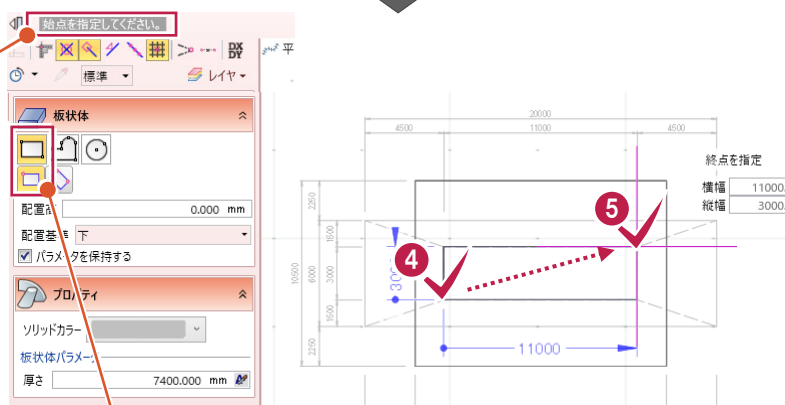 始点を指定してください。
DX
DY
平
標準
レイヤ
板状体
配置高
0.000 mm
配置基準 下
パラメータを保持する
プロパティ
ソリッドカラー
板状体パラメータ
厚さ
7400.000 mm
20000
4500
11000
4500
2250
10500
6000
1500
3000
1500
2250
11000
4
5
終点を指定
横幅 11000.
縦幅 3000.